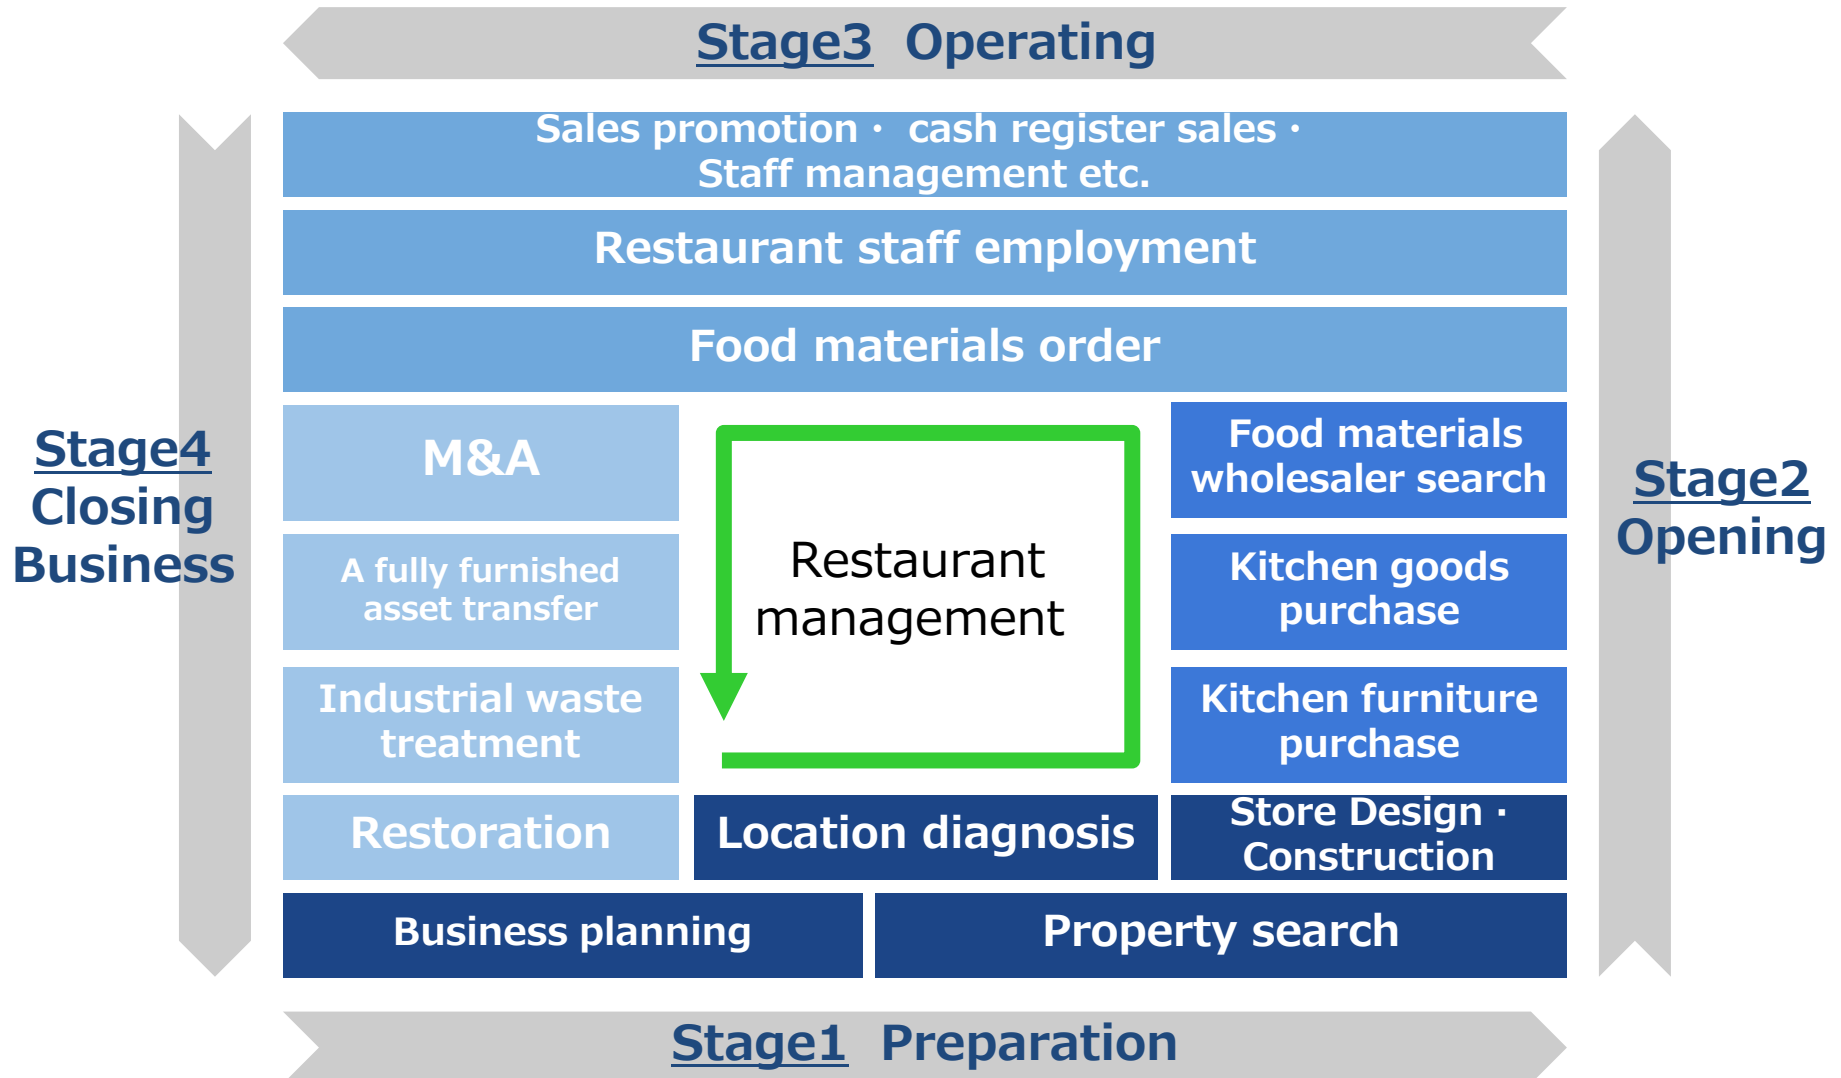 Stage3 Operating
Sales promotion・ cash register sales・
Staff management etc.
Restaurant staff employment
Food materials order
Stage4
Closing
Business
M&A
A fully furnished
asset transfer
Industrial waste
treatment
Restoration
Restaurant
management
Food materials
wholesaler search
Kitchen goods
purchase
Kitchen furniture
purchase
Stage2
Opening
Location diagnosis
Store Design・
Construction
Business planning
Property search
Stage1 Preparation